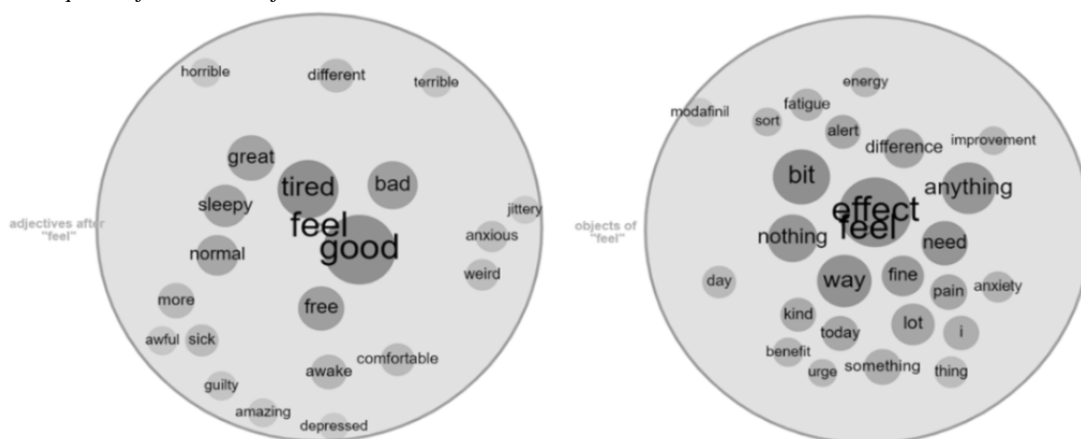 adjectives after
"feel"
horrible
different
terrible
great
tired
bad
sleepy
feel
good
jittery
anxious
normal
weird
more
free
awful
sick
comfortable
awake
guilty
amazing
depressed
objects of
"feel"
energy
modafinil
fatigue
sort
alert
difference
improvement
bit
anything
effect
feel
nothing
need
way
fine
day
pain
anxiety
kind
lot
i
today
benefit
something
urge
thing